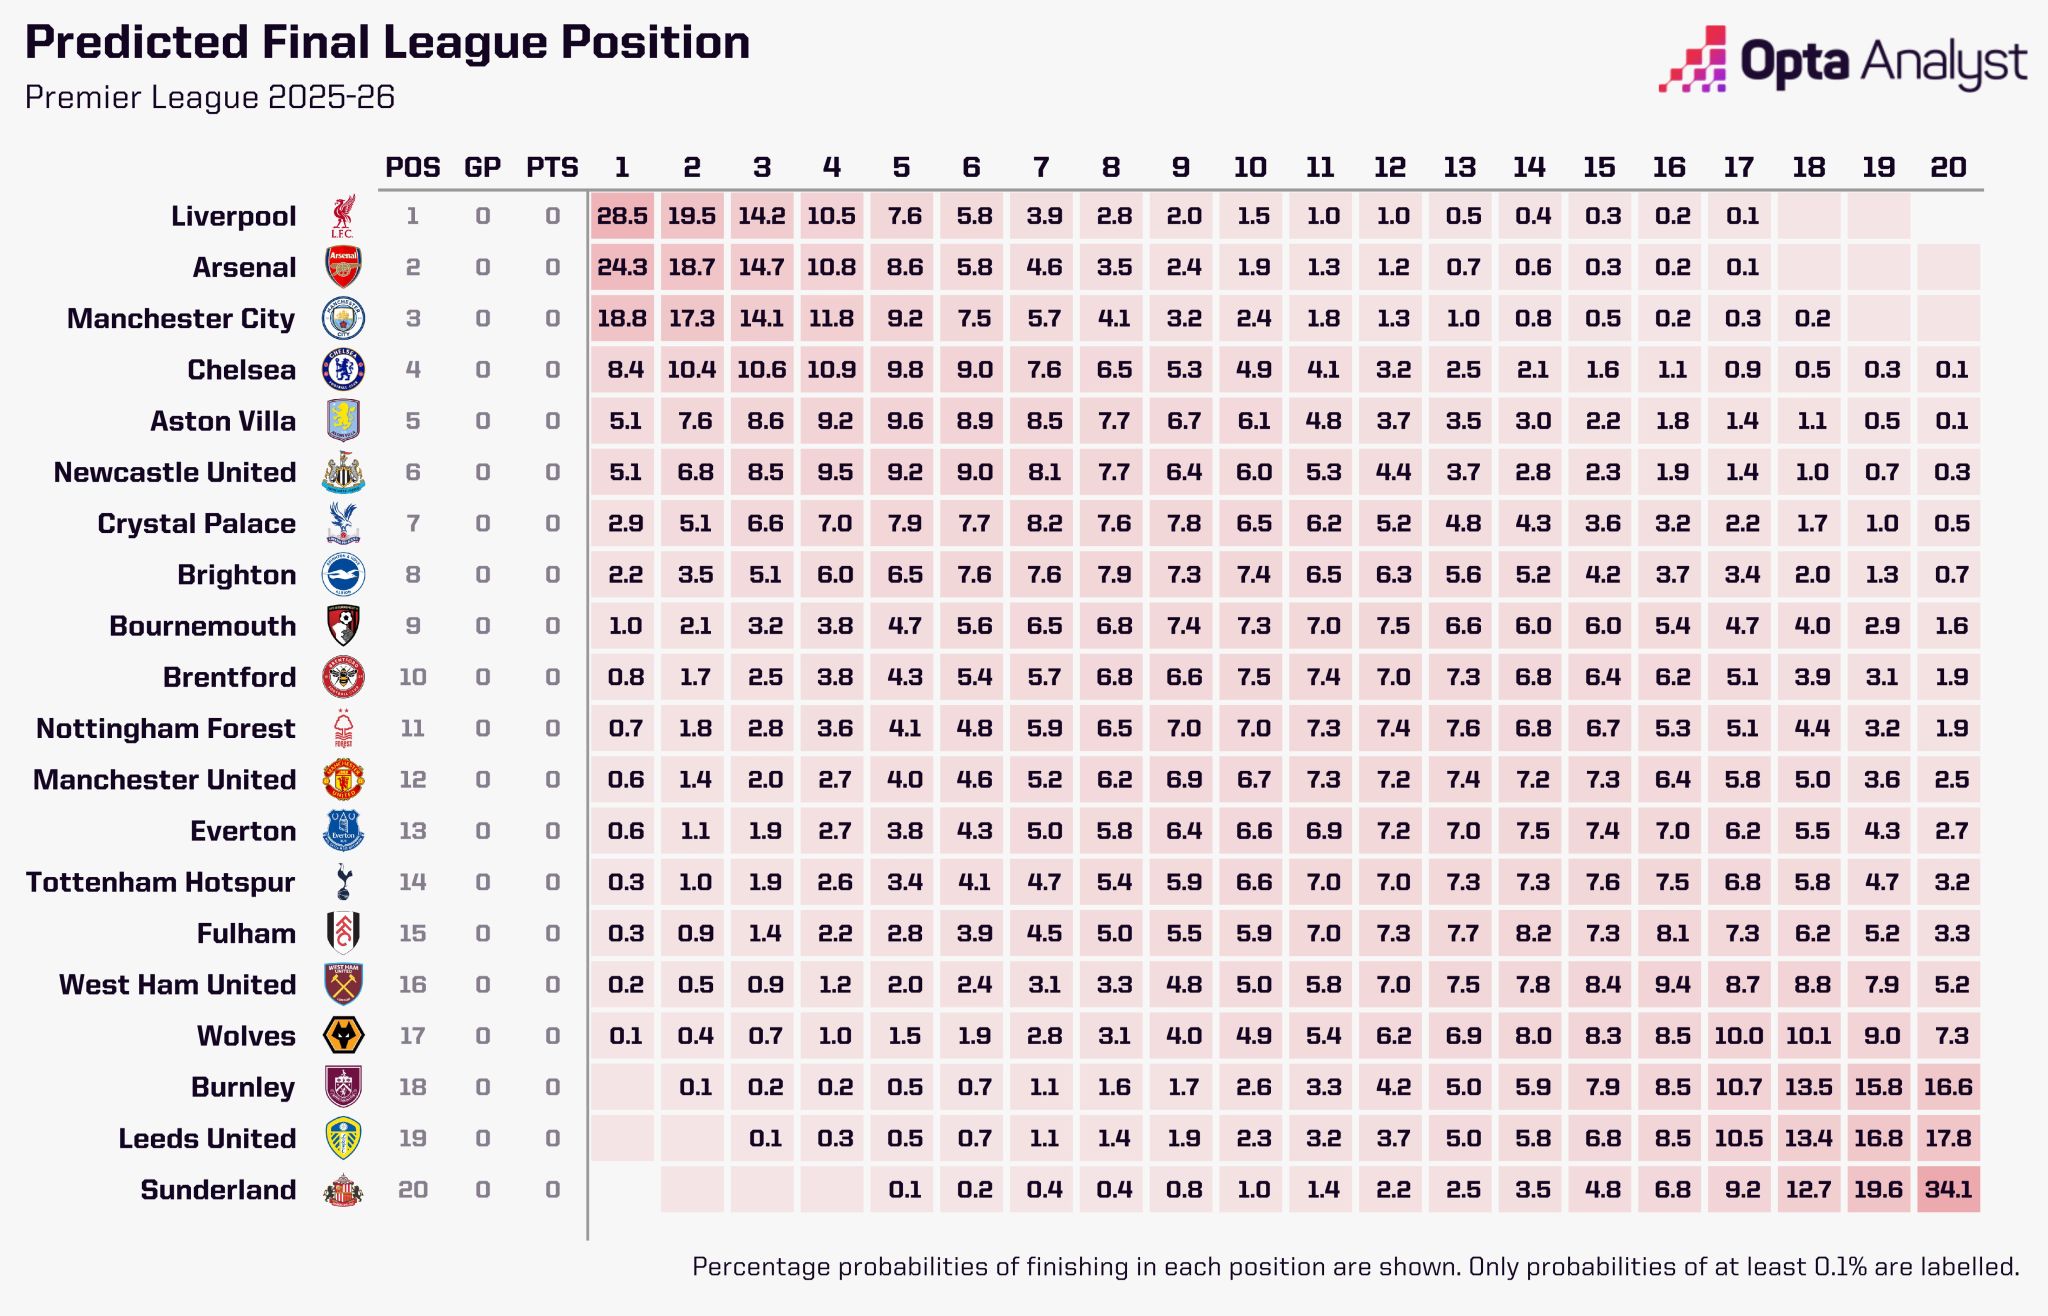 Predicted Final League Position
Premier League 2025-26
Opta Analyst
POS GP PTS 1 2 3 4 5 6 7 8 9 10 11 12 13 14 15 16 17 18 19 20
Liverpool L.F.C. 1 0 0 28.5 19.5 14.2 10.5 7.6 5.8 3.9 2.8 2.0 1.5 1.0 1.0 0.5 0.4 0.3 0.2 0.1
Arsenal Arsenal 2 0 0 24.3 18.7 14.7 10.8 8.6 5.8 4.6 3.5 2.4 1.9 1.3 1.2 0.7 0.6 0.3 0.2 0.1
Manchester City MANCHESTER CITY 3 0 0 18.8 17.3 14.1 11.8 9.2 7.5 5.7 4.1 3.2 2.4 1.8 1.3 1.0 0.8 0.5 0.2 0.3 0.2
Chelsea CHELSEA FOOTBALL CLUB 4 0 0 8.4 10.4 10.6 10.9 9.8 9.0 7.6 6.5 5.3 4.9 4.1 3.2 2.5 2.1 1.6 1.1 0.9 0.5 0.3 0.1
Aston Villa 5 0 0 5.1 7.6 8.6 9.2 9.6 8.9 8.5 7.7 6.7 6.1 4.8 3.7 3.5 3.0 2.2 1.8 1.4 1.1 0.5 0.1
Newcastle United 6 0 0 5.1 6.8 8.5 9.5 9.2 9.0 8.1 7.7 6.4 6.0 5.3 4.4 3.7 2.8 2.3 1.9 1.4 1.0 0.7 0.3
Crystal Palace 7 0 0 2.9 5.1 6.6 7.0 7.9 7.7 8.2 7.6 7.8 6.5 6.2 5.2 4.8 4.3 3.6 3.2 2.2 1.7 1.0 0.5
Brighton 8 0 0 2.2 3.5 5.1 6.0 6.5 7.6 7.6 7.9 7.3 7.4 6.5 6.3 5.6 5.2 4.2 3.7 3.4 2.0 1.3 0.7
Bournemouth 9 0 0 1.0 2.1 3.2 3.8 4.7 5.6 6.5 6.8 7.4 7.3 7.0 7.5 6.6 6.0 6.0 5.4 4.7 4.0 2.9 1.6
Brentford BRENTFORD FOOTBALL CLUB 10 0 0 0.8 1.7 2.5 3.8 4.3 5.4 5.7 6.8 6.6 7.5 7.4 7.0 7.3 6.8 6.4 6.2 5.1 3.9 3.1 1.9
Nottingham Forest FOREST 11 0 0 0.7 1.8 2.8 3.6 4.1 4.8 5.9 6.5 7.0 7.0 7.3 7.4 7.6 6.8 6.7 5.3 5.1 4.4 3.2 1.9
Manchester United MANCHESTER UNITED 12 0 0 0.6 1.4 2.0 2.7 4.0 4.6 5.2 6.2 6.9 6.7 7.3 7.2 7.4 7.2 7.3 6.4 5.8 5.0 3.6 2.5
Everton Everton 13 0 0 0.6 1.1 1.9 2.7 3.8 4.3 5.0 5.8 6.4 6.6 6.9 7.2 7.0 7.5 7.4 7.0 6.2 5.5 4.3 2.7
Tottenham Hotspur 14 0 0 0.3 1.0 1.9 2.6 3.4 4.1 4.7 5.4 5.9 6.6 7.0 7.0 7.3 7.3 7.6 7.5 6.8 5.8 4.7 3.2
Fulham 15 0 0 0.3 0.9 1.4 2.2 2.8 3.9 4.5 5.0 5.5 5.9 7.0 7.3 7.7 8.2 7.3 8.1 7.3 6.2 5.2 3.3
West Ham United WEST HAM UNITED 16 0 0 0.2 0.5 0.9 1.2 2.0 2.4 3.1 3.3 4.8 5.0 5.8 7.0 7.5 7.8 8.4 9.4 8.7 8.8 7.9 5.2
Wolves 17 0 0 0.1 0.4 0.7 1.0 1.5 1.9 2.8 3.1 4.0 4.9 5.4 6.2 6.9 8.0 8.3 8.5 10.0 10.1 9.0 7.3
Burnley 18 0 0 0.1 0.2 0.2 0.5 0.7 1.1 1.6 1.7 2.6 3.3 4.2 5.0 5.9 7.9 8.5 10.7 13.5 15.8 16.6
Leeds United 19 0 0 0.1 0.3 0.5 0.7 1.1 1.4 1.9 2.3 3.2 3.7 5.0 5.8 6.8 8.5 10.5 13.4 16.8 17.8
Sunderland 20 0 0 0.1 0.2 0.4 0.4 0.8 1.0 1.4 2.2 2.5 3.5 4.8 6.8 9.2 12.7 19.6 34.1
Percentage probabilities of finishing in each position are shown. Only probabilities of at least 0.1% are labelled.